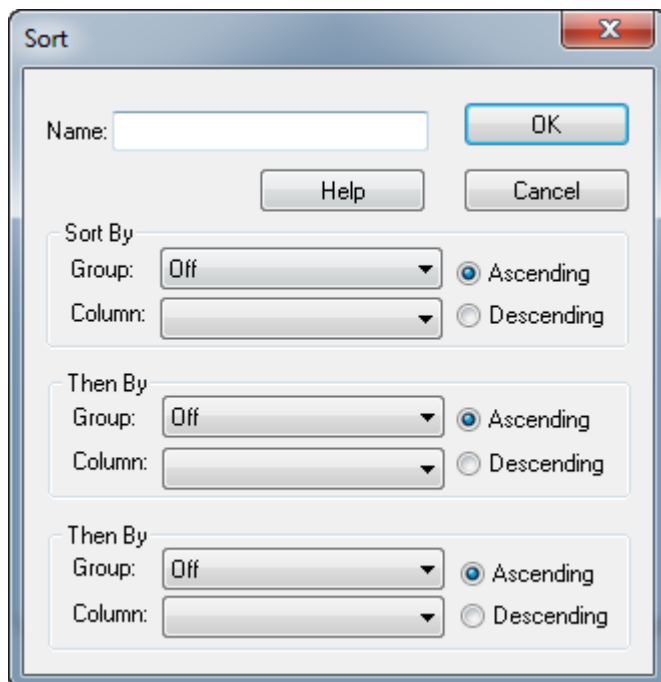 Sort
Name:
OK
Help
Cancel
Sort By
Group: Off
Ascending
Column:
Descending
Then By
Group: Off
Ascending
Column:
Descending
Then By
Group: Off
Ascending
Column:
Descending